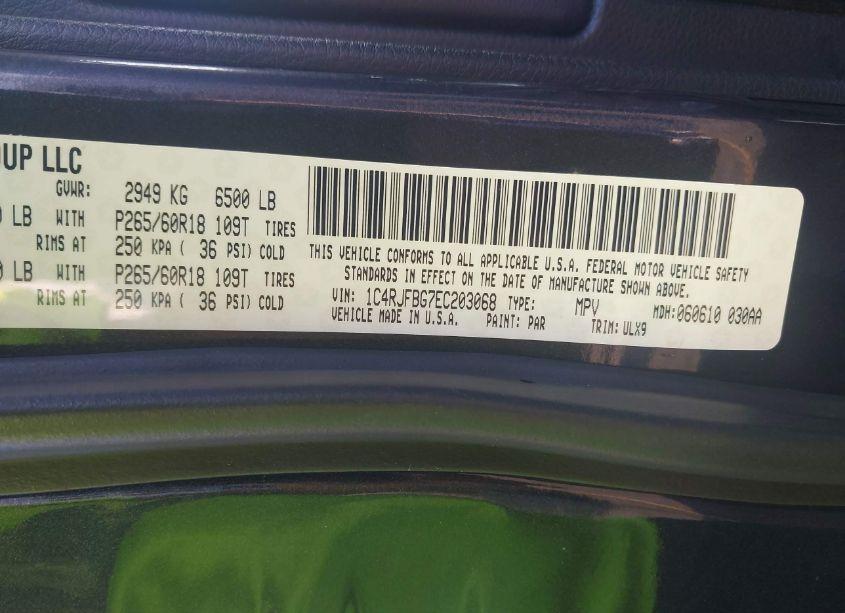 OUP LLC
GVWR: 2949 KG 6500 LB
LB WITH P265/60R18 109T TIRES
RIMS AT 250 KPA ( 36 PSI) COLD
LB WITH P265/60R18 109T TIRES
RIMS AT 250 KPA ( 36 PSI) COLD
THIS VEHICLE CONFORMS TO ALL APPLICABLE U.S.A. FEDERAL MOTOR VEHICLE SAFETY
STANDARDS IN EFFECT ON THE DATE OF MANUFACTURE SHOWN ABOVE.
VIN: 1C4RJFBG7EC203068 TYPE: MPV MDH:060610 030AA
VEHICLE MADE IN U.S.A. PAINT: PAR TRIM: ULX9